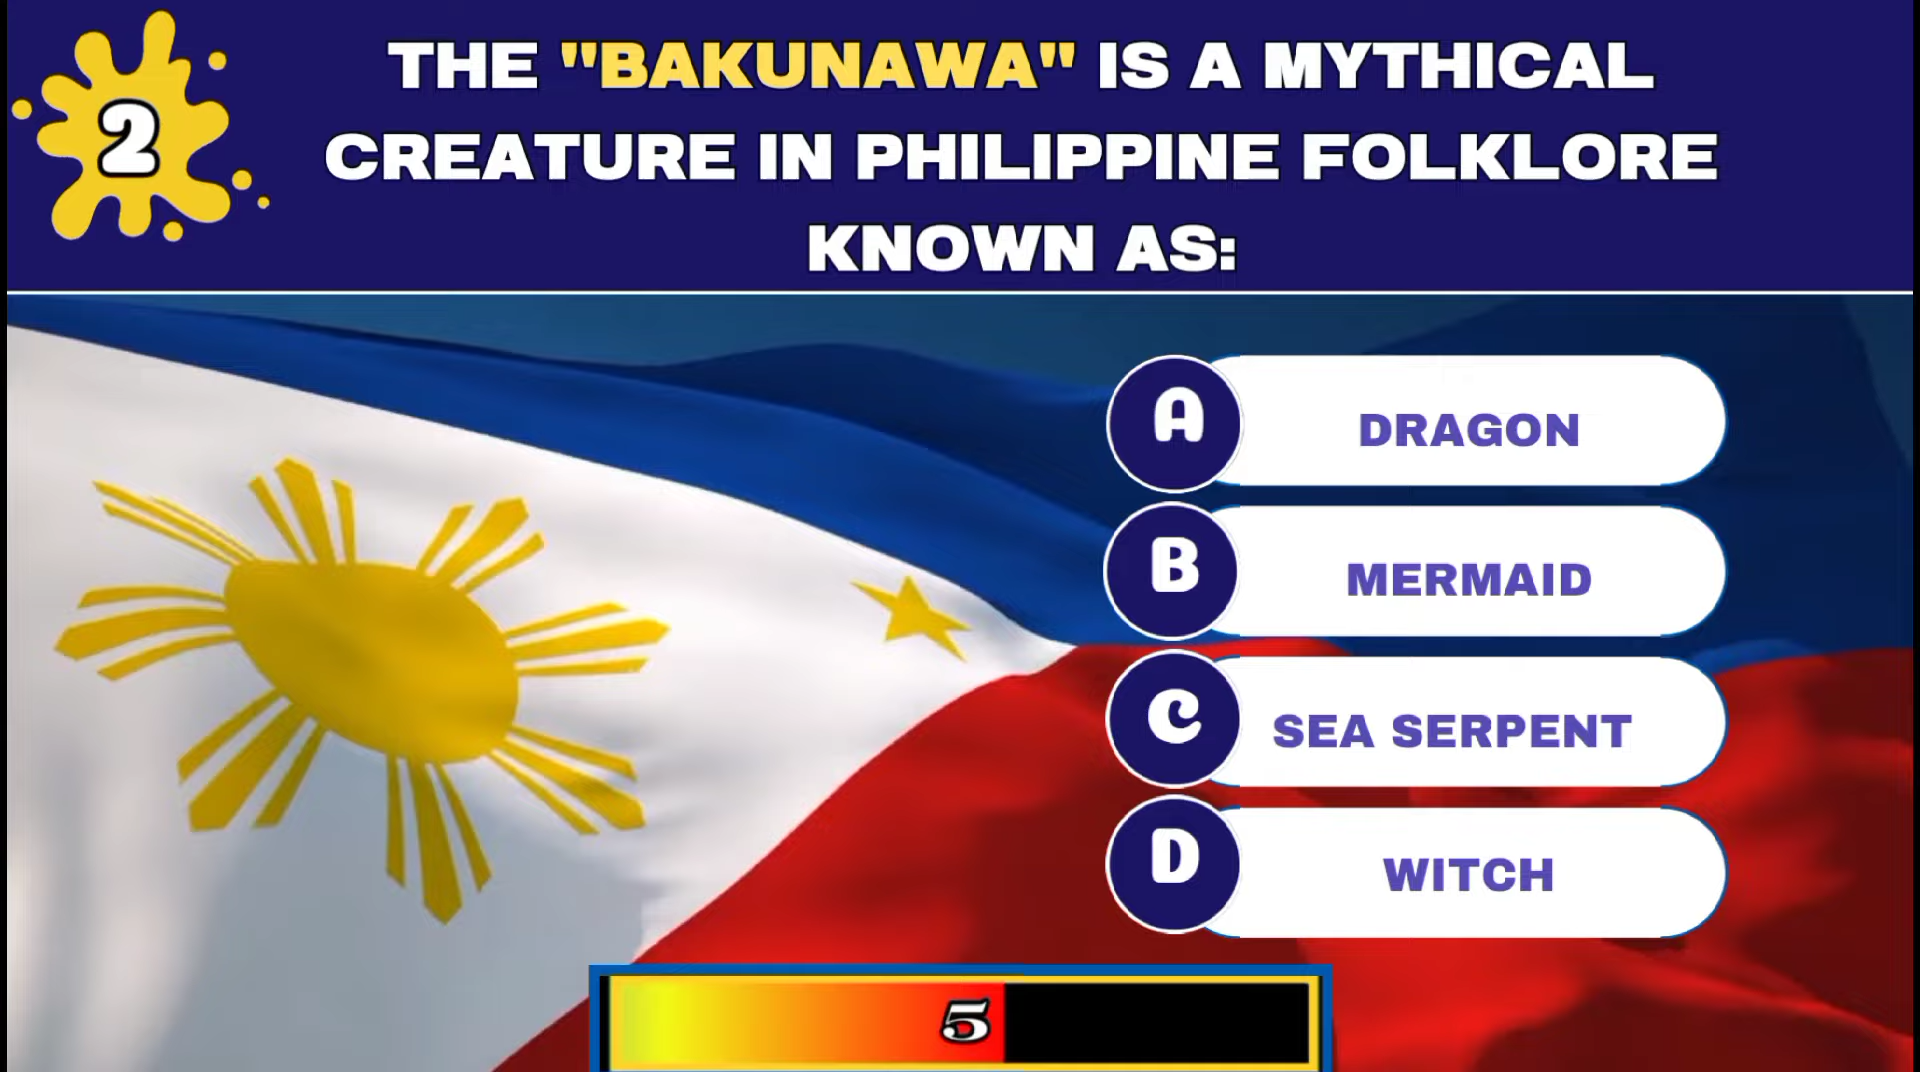 2
THE "BAKUNAWA" IS A MYTHICAL
CREATURE IN PHILIPPINE FOLKLORE
KNOWN AS:
A DRAGON
B MERMAID
C SEA SERPENT
D WITCH
5